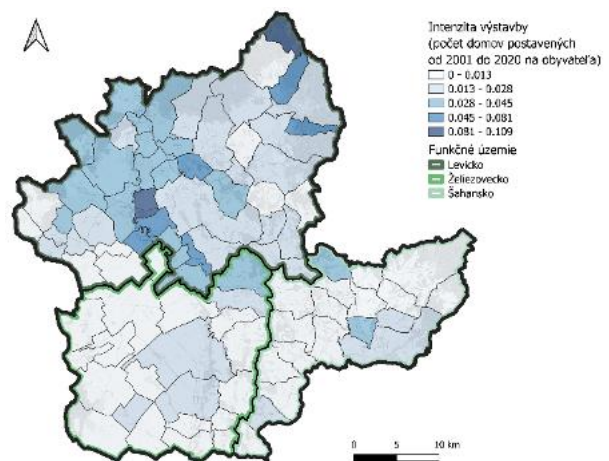 Intenzita výstavby
(počet domov postavených
od 2001 do 2020 na obyvateľa)
0 - 0.013
0.013 - 0.028
0.028 - 0.045
0.045 - 0.081
0.081 - 0.109
Funkčné územie
Levicko
Želiezovecko
Šahansko
0 5 10 km